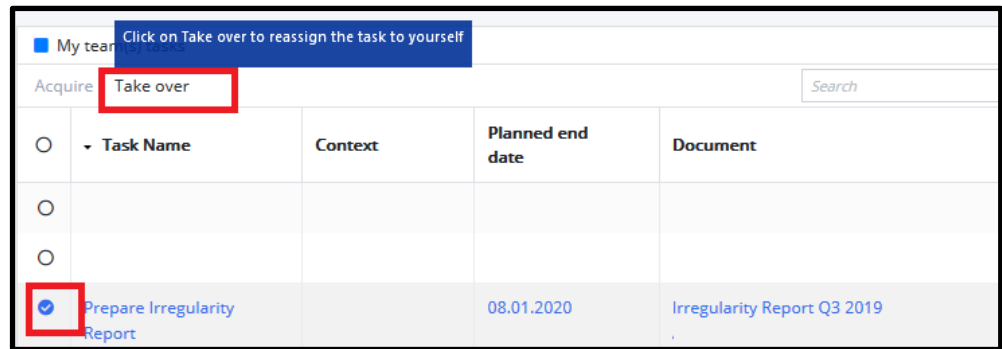 Click on Take over to reassign the task to yourself
My team(s) tasks
Acquire Take over Search
Task Name Context Planned end date Document
Prepare Irregularity Report 08.01.2020 Irregularity Report Q3 2019